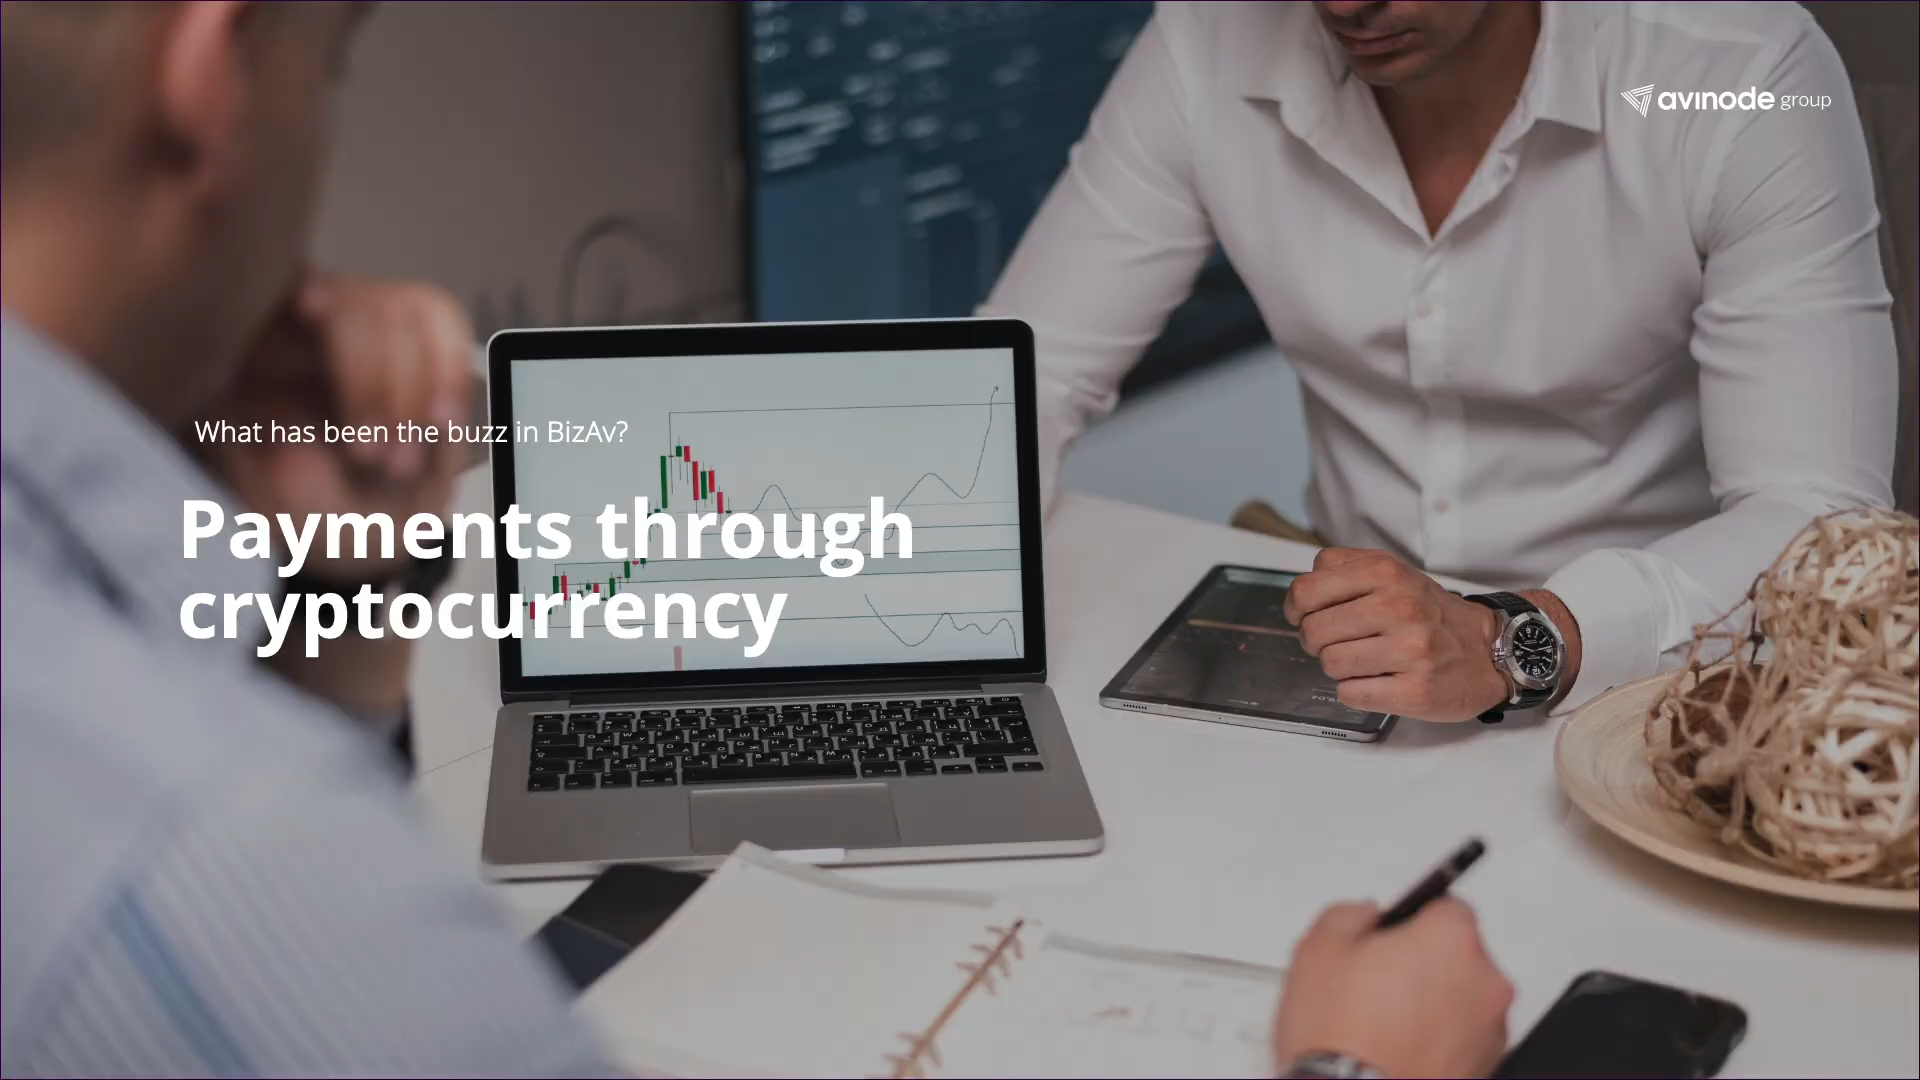 avinode group
What has been the buzz in BizAv?
Payments through
cryptocurrency